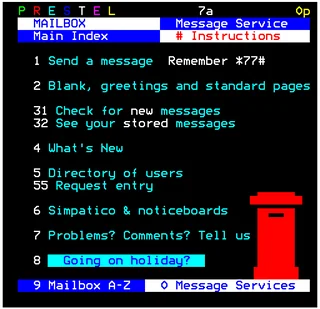 PRESTEL 7a 0p
MAILBOX Message Service
Main Index # Instructions
1 Send a message Remember *77#
2 Blank, greetings and standard pages
31 Check for new messages
32 See your stored messages
4 What's New
5 Directory of users
55 Request entry
6 Simpatico & noticeboards
7 Problems? Comments? Tell us
8 Going on holiday?
9 Mailbox A-Z 0 Message Services